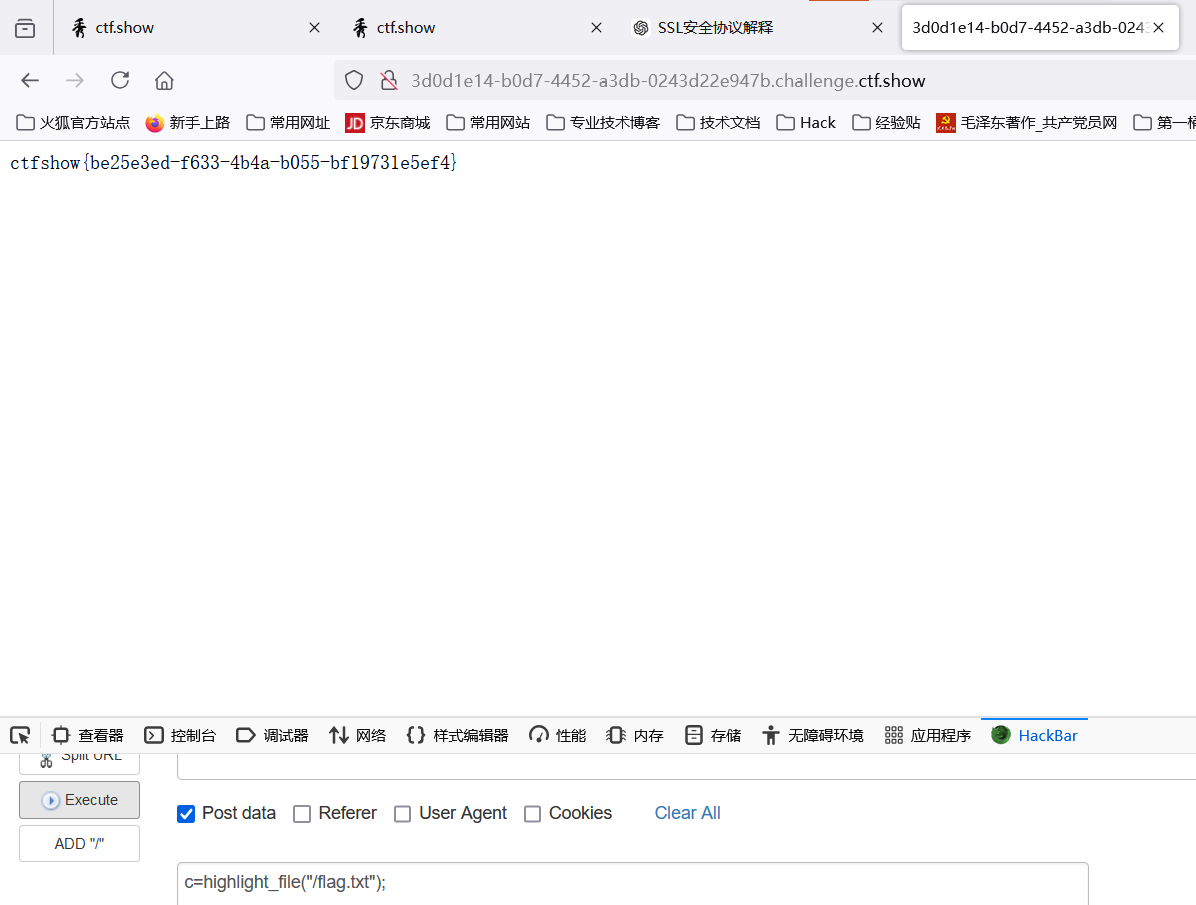 ctf.show
ctf.show
SSL安全协议解释
3d0d1e14-b0d7-4452-a3db-0243
3d0d1e14-b0d7-4452-a3db-0243d22e947b.challenge.ctf.show
火狐官方站点 新手上路 常用网址 JD 京东商城 常用网站 专业技术博客 技术文档 Hack 经验贴 毛泽东著作_共产党员网 第一桶
ctfshow{be25e3ed-f633-4b4a-b055-bf19731e5ef4}
查看器 控制台 调试器 网络 样式编辑器 性能 内存 存储 无障碍环境 应用程序 HackBar
Split URL
Execute
Post data Referer User Agent Cookies Clear All
ADD "/"
c=highlight_file("/flag.txt");